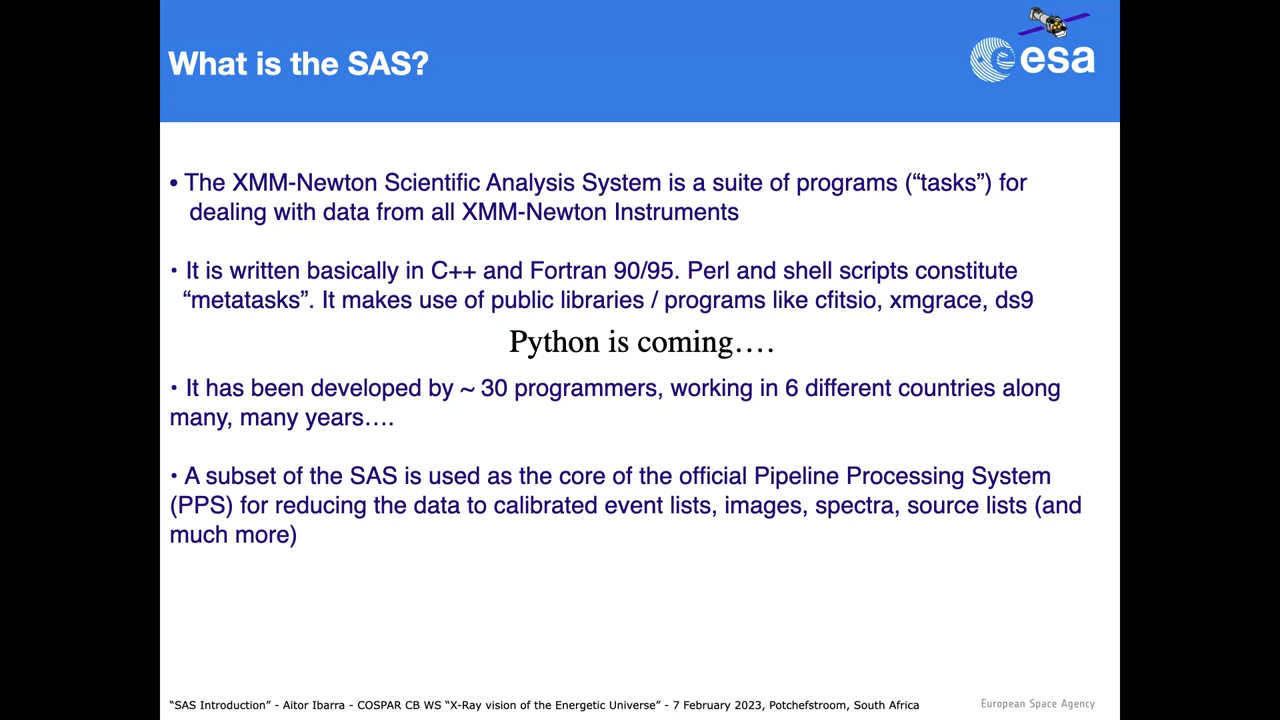 What is the SAS?
esa
• The XMM-Newton Scientific Analysis System is a suite of programs (“tasks”) for
dealing with data from all XMM-Newton Instruments
• It is written basically in C++ and Fortran 90/95. Perl and shell scripts constitute
“metatasks”. It makes use of public libraries / programs like cfitsio, xmgrace, ds9
Python is coming….
• It has been developed by ~ 30 programmers, working in 6 different countries along
many, many years….
• A subset of the SAS is used as the core of the official Pipeline Processing System
(PPS) for reducing the data to calibrated event lists, images, spectra, source lists (and
much more)
“SAS Introduction” - Aitor Ibarra - COSPAR CB WS “X-Ray vision of the Energetic Universe” - 7 February 2023, Potchefstroom, South Africa
European Space Agency